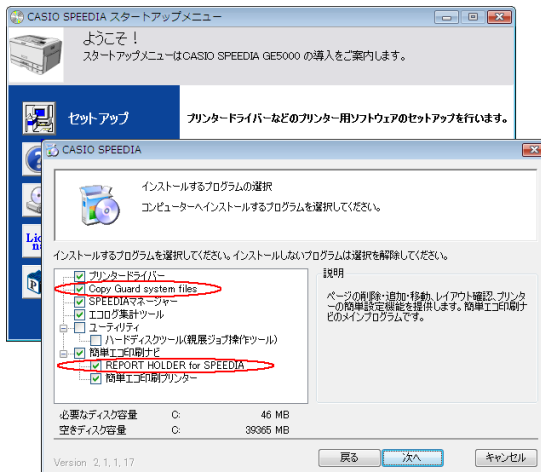 CASIO SPEEDIA スタートアップメニュー
ようこそ！
スタートアップメニューはCASIO SPEEDIA GE5000 の導入をご案内します。
セットアップ
プリンタードライバーなどのプリンター用ソフトウェアのセットアップを行います。
CASIO SPEEDIA
インストールするプログラムの選択
コンピューターへインストールするプログラムを選択してください。
インストールするプログラムを選択してください。インストールしないプログラムは選択を解除してください。
プリンタードライバー
Copy Guard system files
SPEEDIAマネージャー
エコログ集計ツール
ユーティリティ
ハードディスクツール(親展ジョブ操作ツール)
簡単エコ印刷ナビ
REPORT HOLDER for SPEEDIA
簡単エコ印刷プリンター
説明
ページの削除・追加・移動、レイアウト確認、プリンタ
ーの簡単設定機能を提供します。簡単エコ印刷ナ
ビのメインプログラムです。
必要なディスク容量 C: 46 MB
空きディスク容量 C: 39365 MB
Version 2, 1, 1, 17
戻る 次へ キャンセル